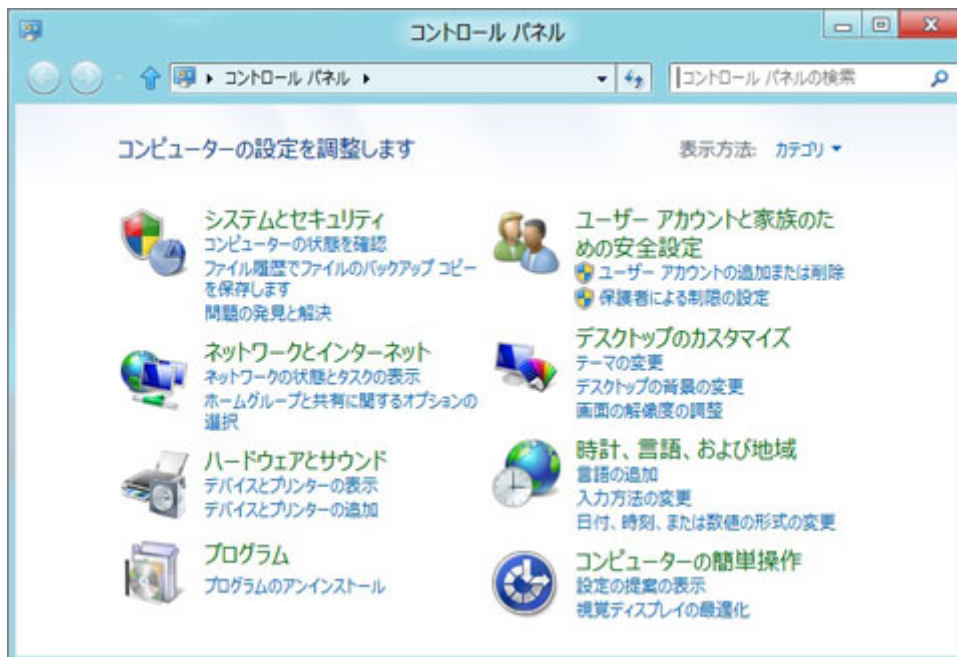 コントロール パネル
コントロール パネル
コントロール パネルの検索
コンピューターの設定を調整します
表示方法: カテゴリ
システムとセキュリティ
コンピューターの状態を確認
ファイル履歴でファイルのバックアップ コピー
を保存します
問題の発見と解決
ネットワークとインターネット
ネットワークの状態とタスクの表示
ホームグループと共有に関するオプションの
選択
ハードウェアとサウンド
デバイスとプリンターの表示
デバイスとプリンターの追加
プログラム
プログラムのアンインストール
ユーザー アカウントと家族のた
めの安全設定
ユーザー アカウントの追加または削除
保護者による制限の設定
デスクトップのカスタマイズ
テーマの変更
デスクトップの背景の変更
画面の解像度の調整
時計、言語、および地域
言語の追加
入力方法の変更
日付、時刻、または数値の形式の変更
コンピューターの簡単操作
設定の提案の表示
視覚ディスプレイの最適化